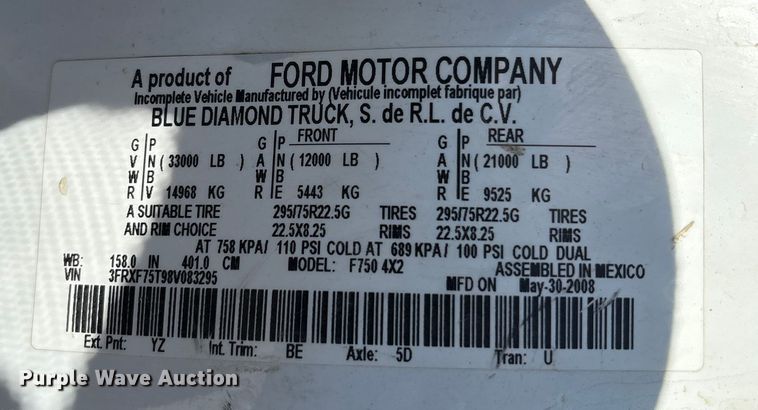 A product of FORD MOTOR COMPANY
Incomplete Vehicle Manufactured by (Vehicule incomplet fabrique par)
BLUE DIAMOND TRUCK, S. de R.L. de C.V.
G P G P FRONT G P REAR
V N ( 33000 LB ) A N ( 12000 LB ) A N ( 21000 LB )
W B W B W B
R V 14968 KG R E 5443 KG R E 9525 KG
A SUITABLE TIRE 295/75R22.5G TIRES 295/75R22.5G TIRES
AND RIM CHOICE 22.5X8.25 RIMS 22.5X8.25 RIMS
AT 758 KPA/ 110 PSI COLD AT 689 KPA/ 100 PSI COLD DUAL
WB: 158.0 IN 401.0 CM MODEL: F750 4X2 ASSEMBLED IN MEXICO
VIN 3FRXF75T98V083295 MFD ON May-30-2008
Ext. Pnt: YZ Int. Trim: BE Axle: 5D Tran: U
Purple Wave Auction